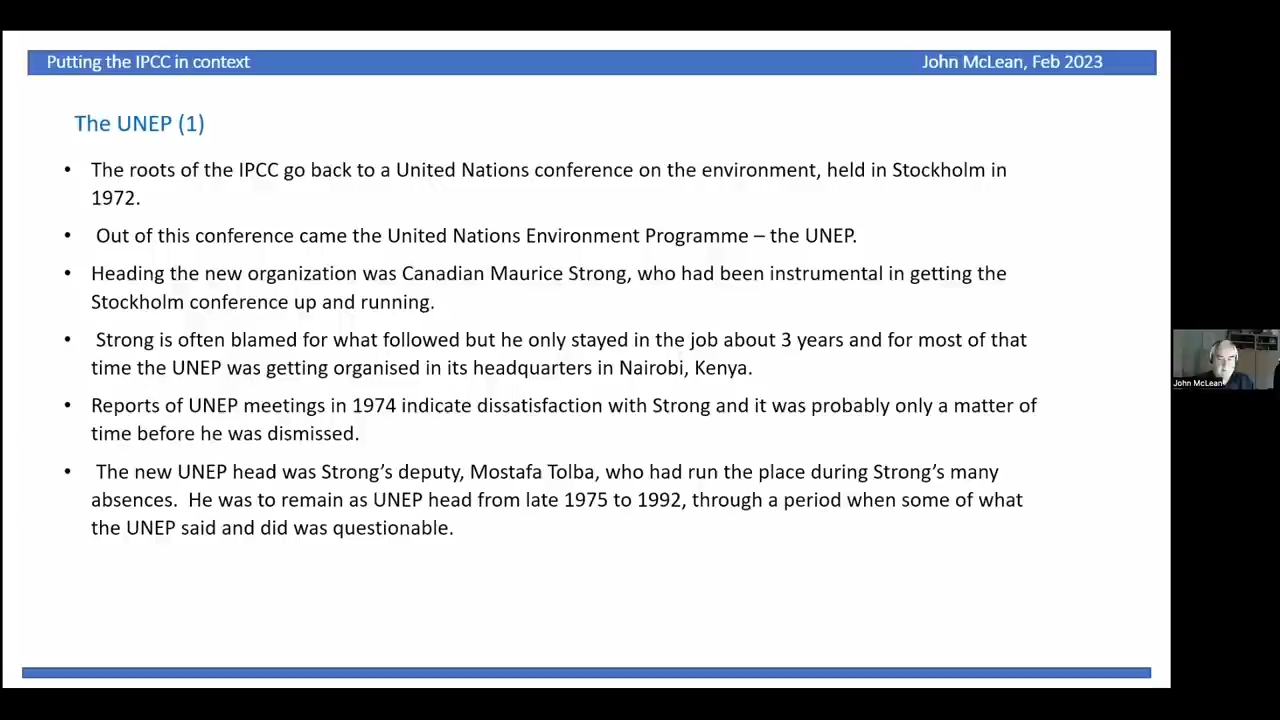 Putting the IPCC in context
John McLean, Feb 2023
The UNEP (1)
• The roots of the IPCC go back to a United Nations conference on the environment, held in Stockholm in
1972.
• Out of this conference came the United Nations Environment Programme – the UNEP.
• Heading the new organization was Canadian Maurice Strong, who had been instrumental in getting the
Stockholm conference up and running.
• Strong is often blamed for what followed but he only stayed in the job about 3 years and for most of that
time the UNEP was getting organised in its headquarters in Nairobi, Kenya.
• Reports of UNEP meetings in 1974 indicate dissatisfaction with Strong and it was probably only a matter of
time before he was dismissed.
• The new UNEP head was Strong’s deputy, Mostafa Tolba, who had run the place during Strong’s many
absences. He was to remain as UNEP head from late 1975 to 1992, through a period when some of what
the UNEP said and did was questionable.
John McLean